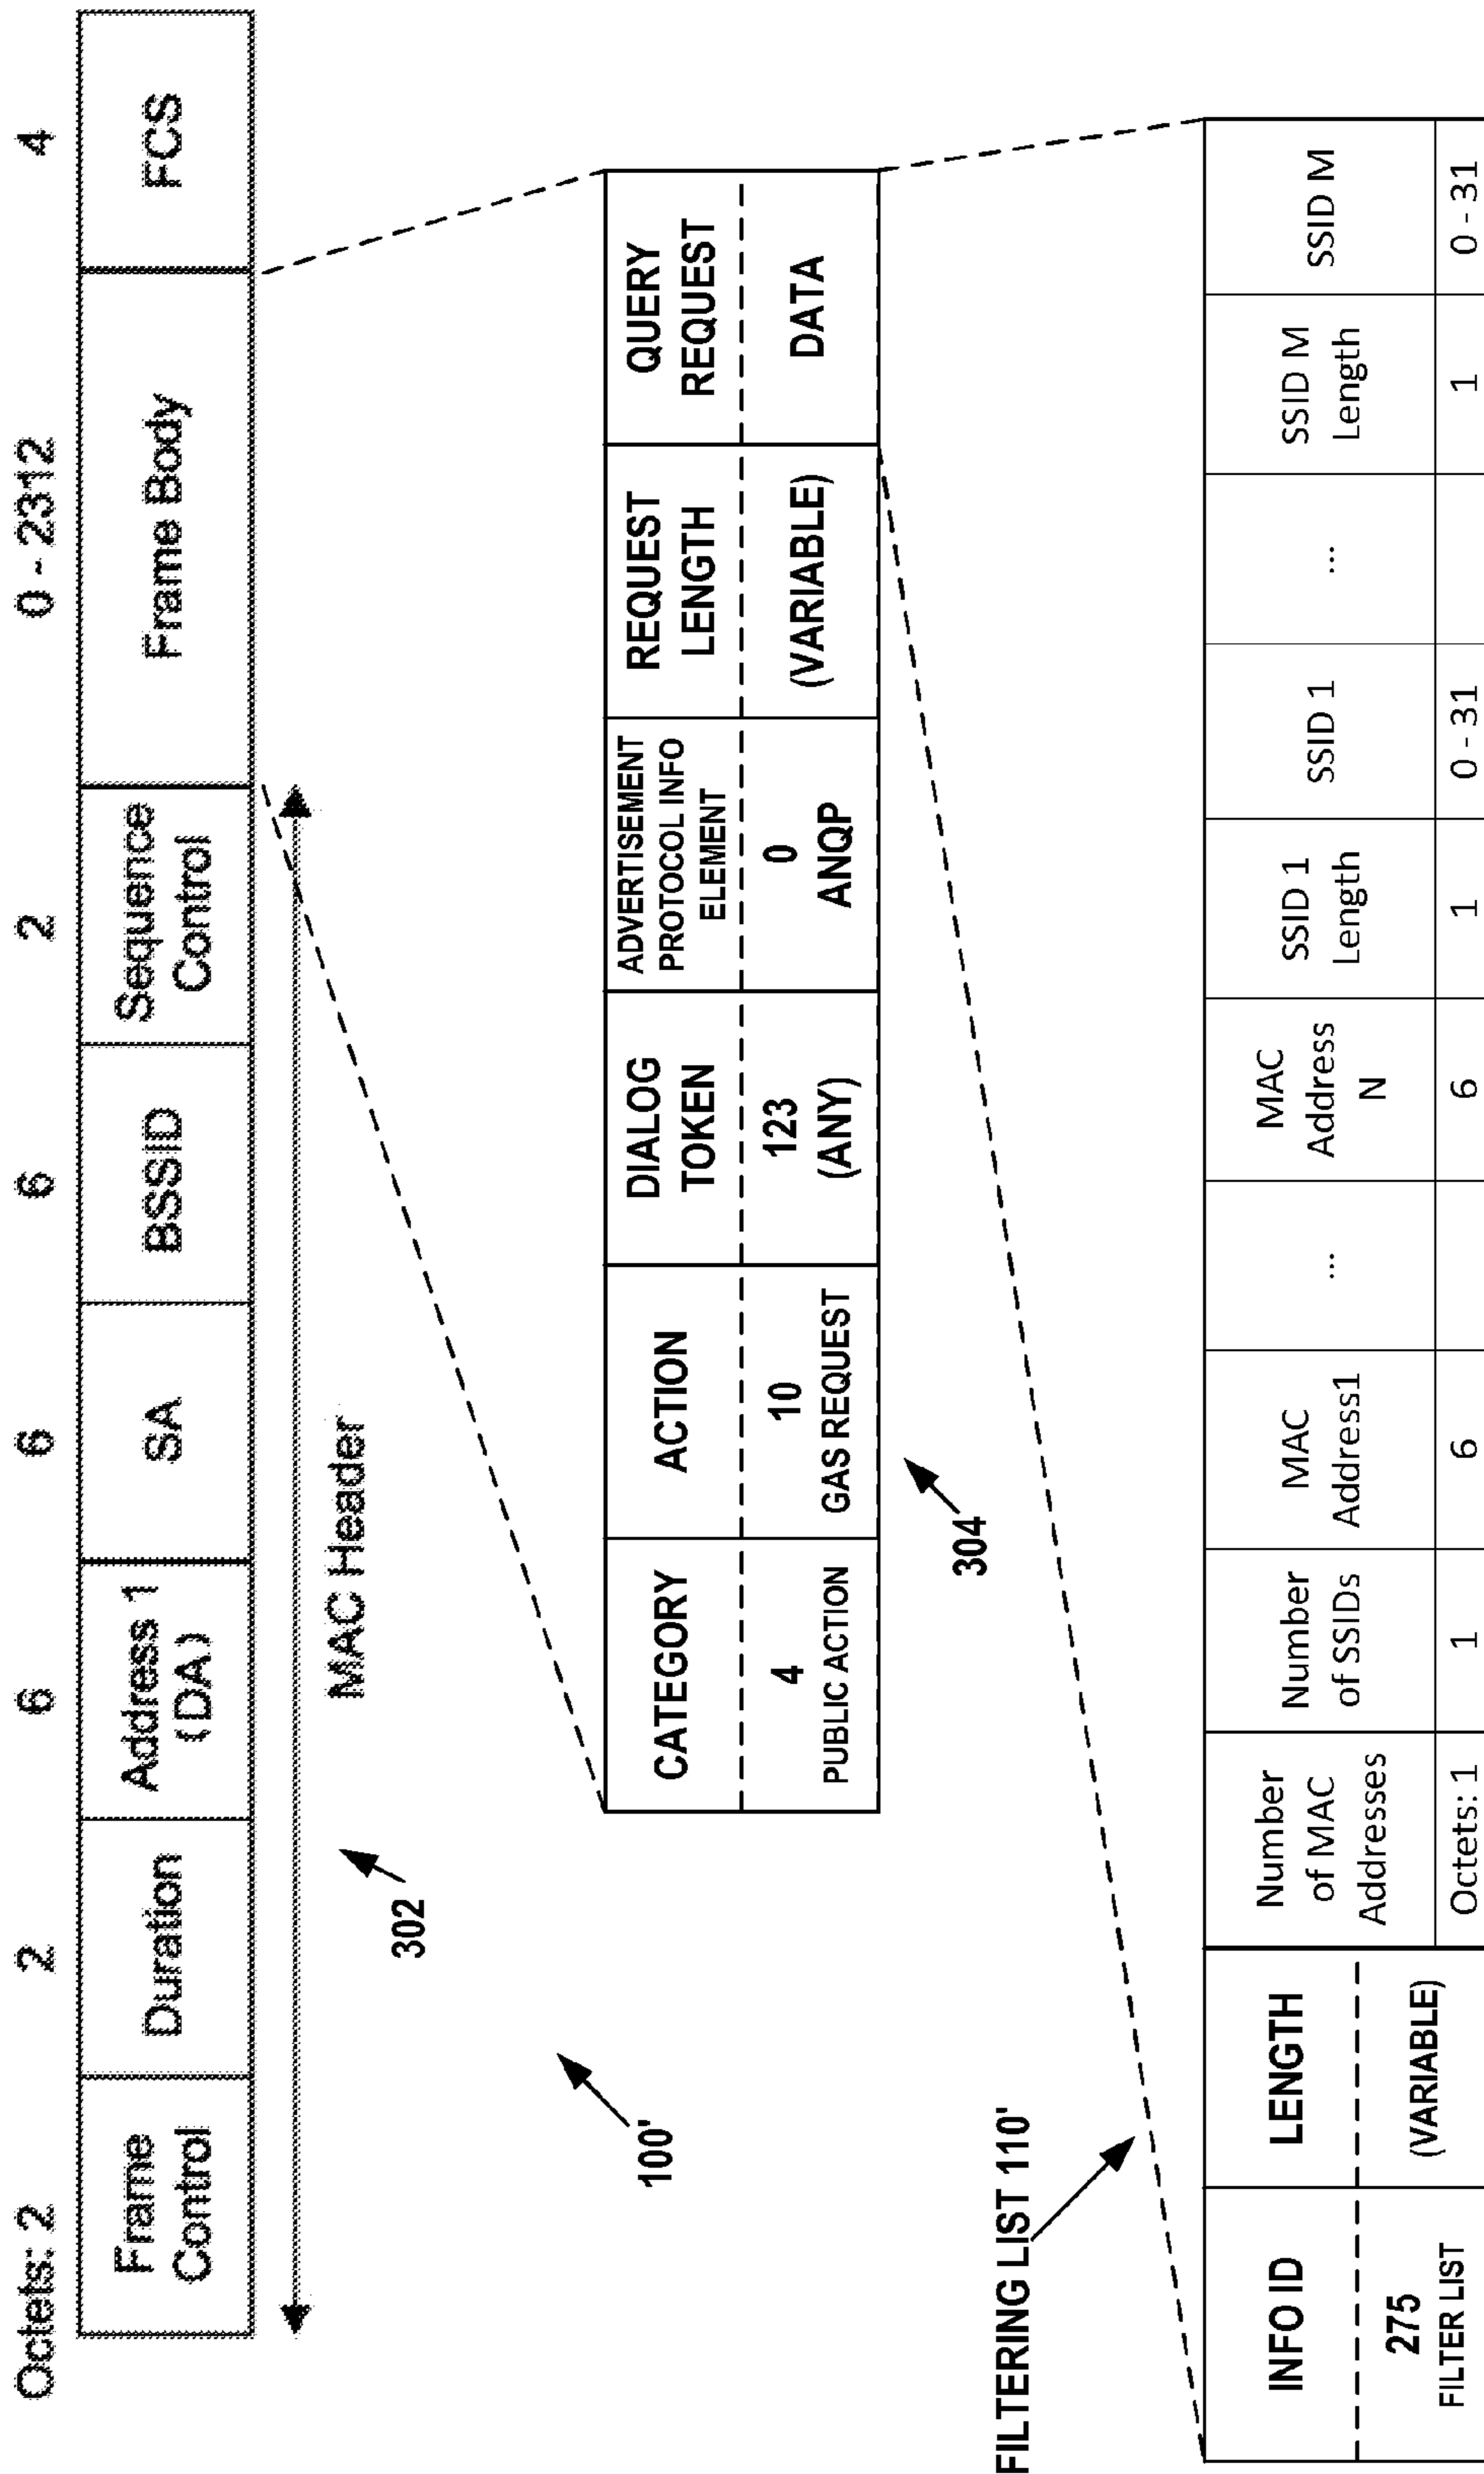 Octets: 2
2
6
6
6
2
0 - 2312
4
Frame
Control
Duration
Address 1
(DA)
SA
BSSID
Sequence
Control
Frame Body
FCS
MAC Header
302
100'
CATEGORY
ACTION
DIALOG
TOKEN
ADVERTISEMENT
PROTOCOL INFO
ELEMENT
REQUEST
LENGTH
QUERY
REQUEST
4
PUBLIC ACTION
10
GAS REQUEST
123
(ANY)
0
ANQP
(VARIABLE)
DATA
304
FILTERING LIST 110'
INFO ID
LENGTH
Number
of MAC
Addresses
Number
of SSIDs
MAC
Address1
...
MAC
Address
N
SSID 1
Length
SSID 1
...
SSID M
Length
SSID M
275
FILTER LIST
(VARIABLE)
Octets: 1
1
6
6
1
0 - 31
1
0 - 31